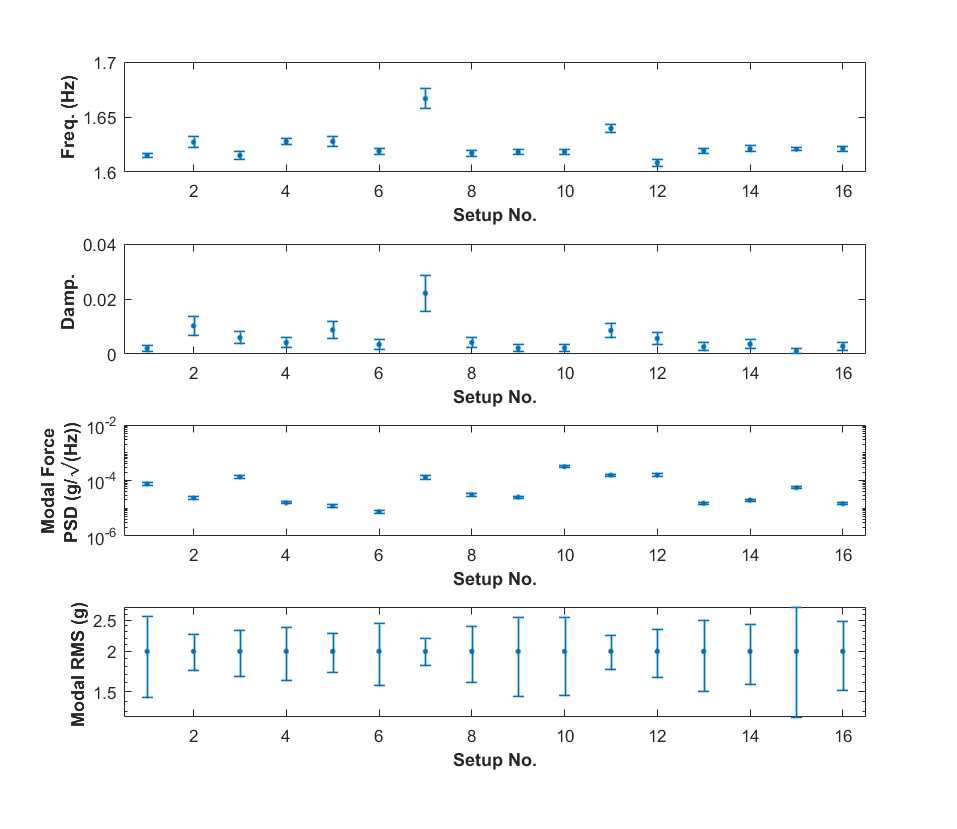 1.7
1.65
1.6
Freq. (Hz)
2 4 6 8 10 12 14 16
Setup No.
0.04
0.02
0
Damp.
2 4 6 8 10 12 14 16
Setup No.
10^-2
10^-4
10^-6
Modal Force
PSD (g/√(Hz))
2 4 6 8 10 12 14 16
Setup No.
2.5
2
1.5
Modal RMS (g)
2 4 6 8 10 12 14 16
Setup No.